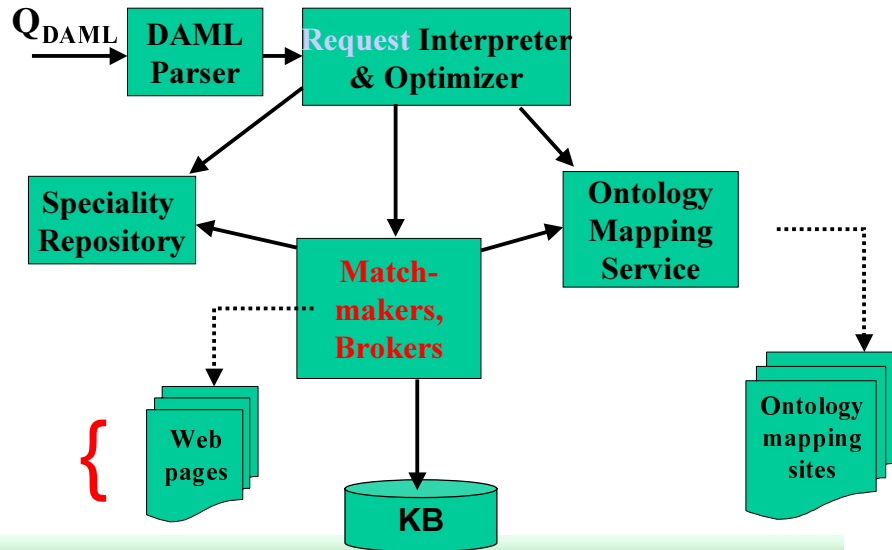 Q DAML
DAML
Parser
Request Interpreter
& Optimizer
Speciality
Repository
Ontology
Mapping
Service
Match-
makers,
Brokers
Web
pages
Ontology
mapping
sites
{
KB